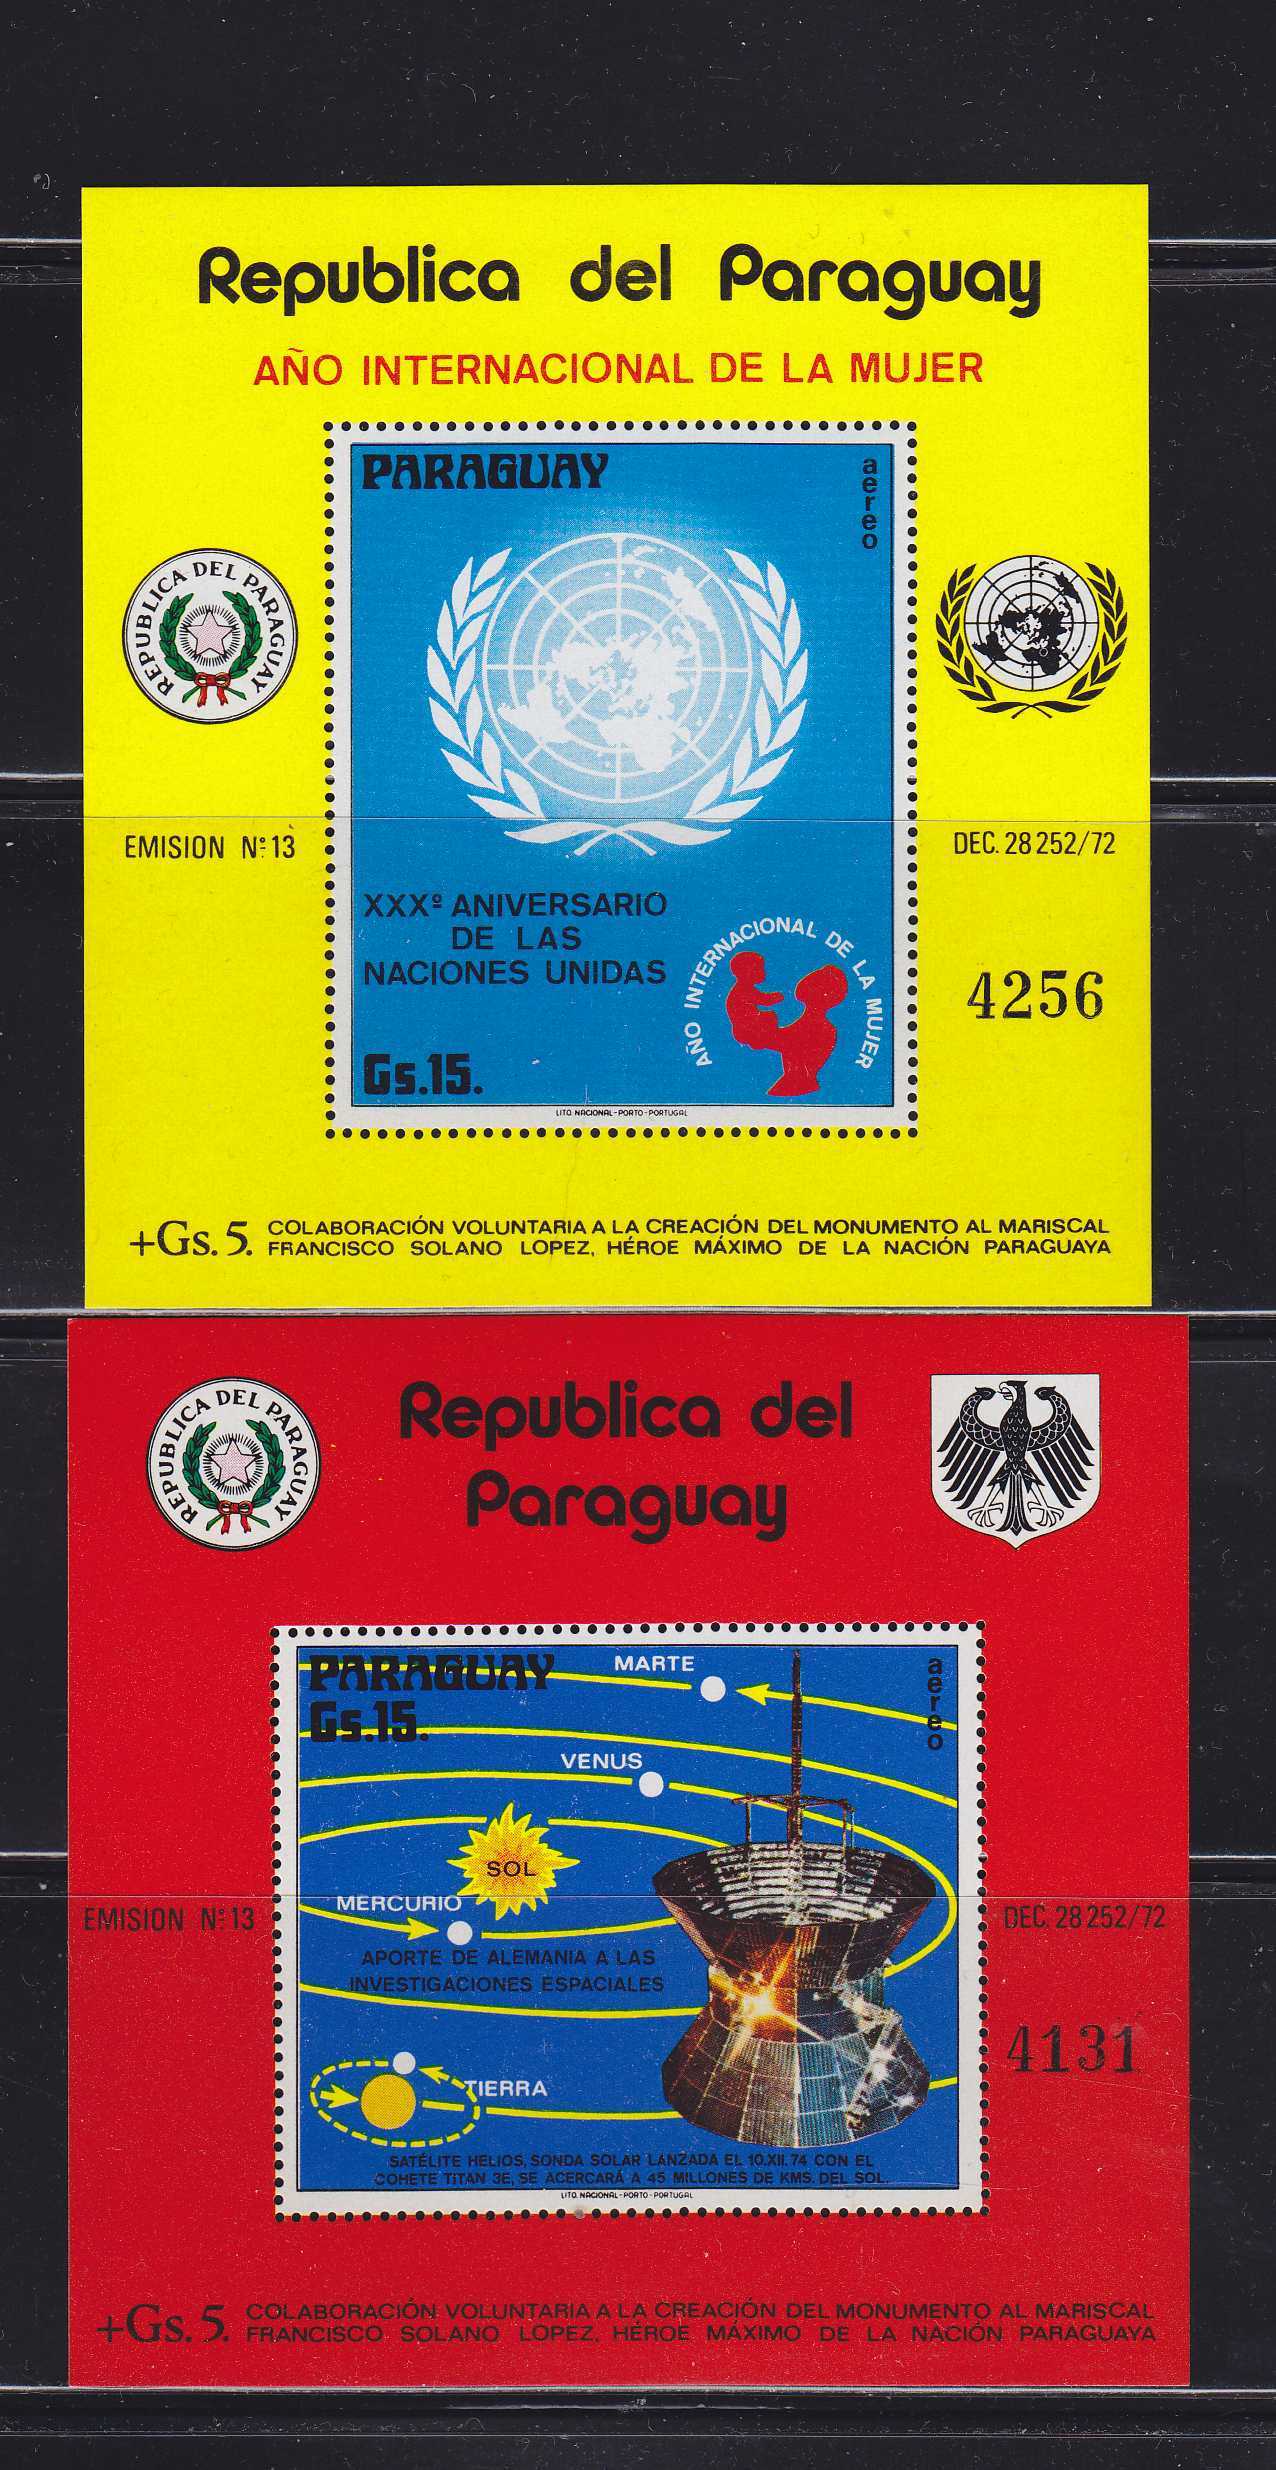 Republica del Paraguay
AÑO INTERNACIONAL DE LA MUJER
PARAGUAY
aereo
REPUBLICA DEL PARAGUAY
EMISION Nº 13
DEC. 28 252/72
XXXº ANIVERSARIO
DE LAS
NACIONES UNIDAS
AÑO INTERNACIONAL DE LA MUJER
4256
Gs.15.
LITO. NACIONAL-PORTO-PORTUGAL
+Gs. 5. COLABORACIÓN VOLUNTARIA A LA CREACIÓN DEL MONUMENTO AL MARISCAL
FRANCISCO SOLANO LOPEZ, HÉROE MÁXIMO DE LA NACIÓN PARAGUAYA
REPUBLICA DEL PARAGUAY
Republica del
Paraguay
PARAGUAY
Gs.15.
MARTE
aereo
VENUS
SOL
MERCURIO
EMISION Nº 13
DEC. 28 252/72
APORTE DE ALEMANIA A LAS
INVESTIGACIONES ESPACIALES
4131
TIERRA
SATÉLITE HELIOS, SONDA SOLAR LANZADA EL 10.XII.74 CON EL
COHETE TITAN 3E, SE ACERCARÁ A 45 MILLONES DE KMS. DEL SOL.
LITO. NACIONAL-PORTO-PORTUGAL
+Gs. 5. COLABORACIÓN VOLUNTARIA A LA CREACIÓN DEL MONUMENTO AL MARISCAL
FRANCISCO SOLANO LOPEZ, HÉROE MÁXIMO DE LA NACIÓN PARAGUAYA